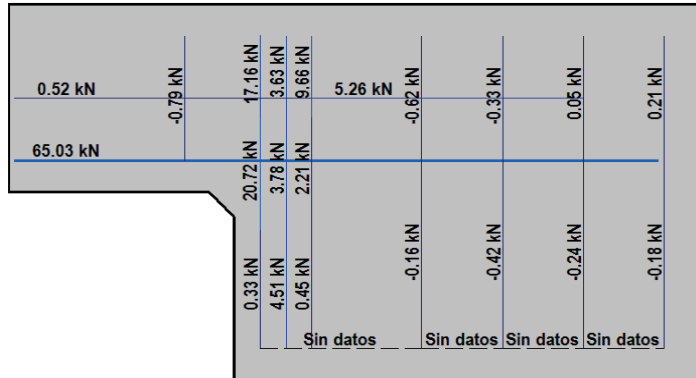 0.52 kN
-0.79 kN
17.16 kN
3.63 kN
9.66 kN
5.26 kN
-0.62 kN
-0.33 kN
0.05 kN
0.21 kN
65.03 kN
20.72 kN
3.78 kN
2.21 kN
0.33 kN
4.51 kN
0.45 kN
-0.16 kN
-0.42 kN
-0.24 kN
-0.18 kN
Sin datos
Sin datos
Sin datos
Sin datos